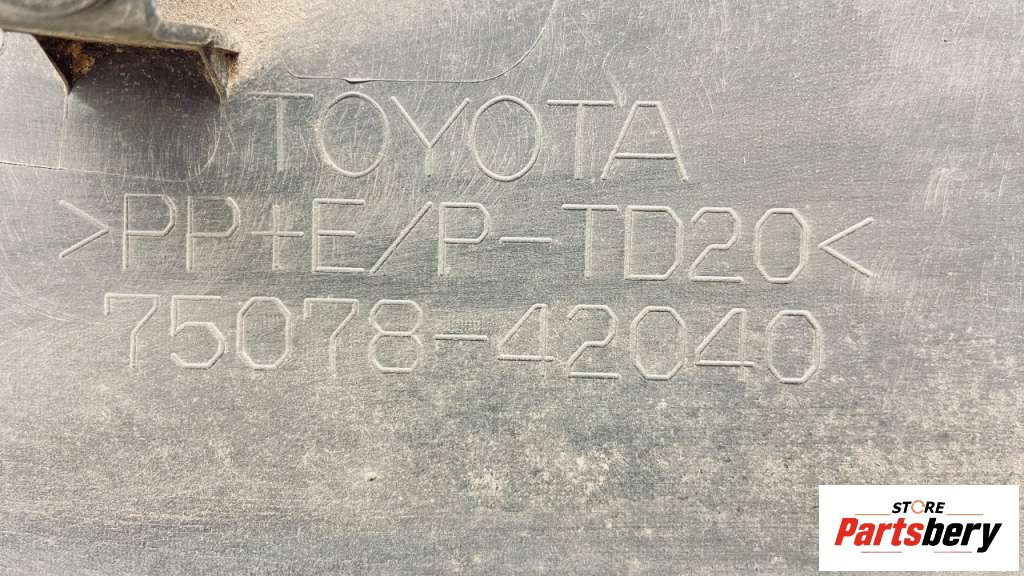 TOYOTA
>PP+E/P-TD20<
75078-42040
STORE
Partsbery